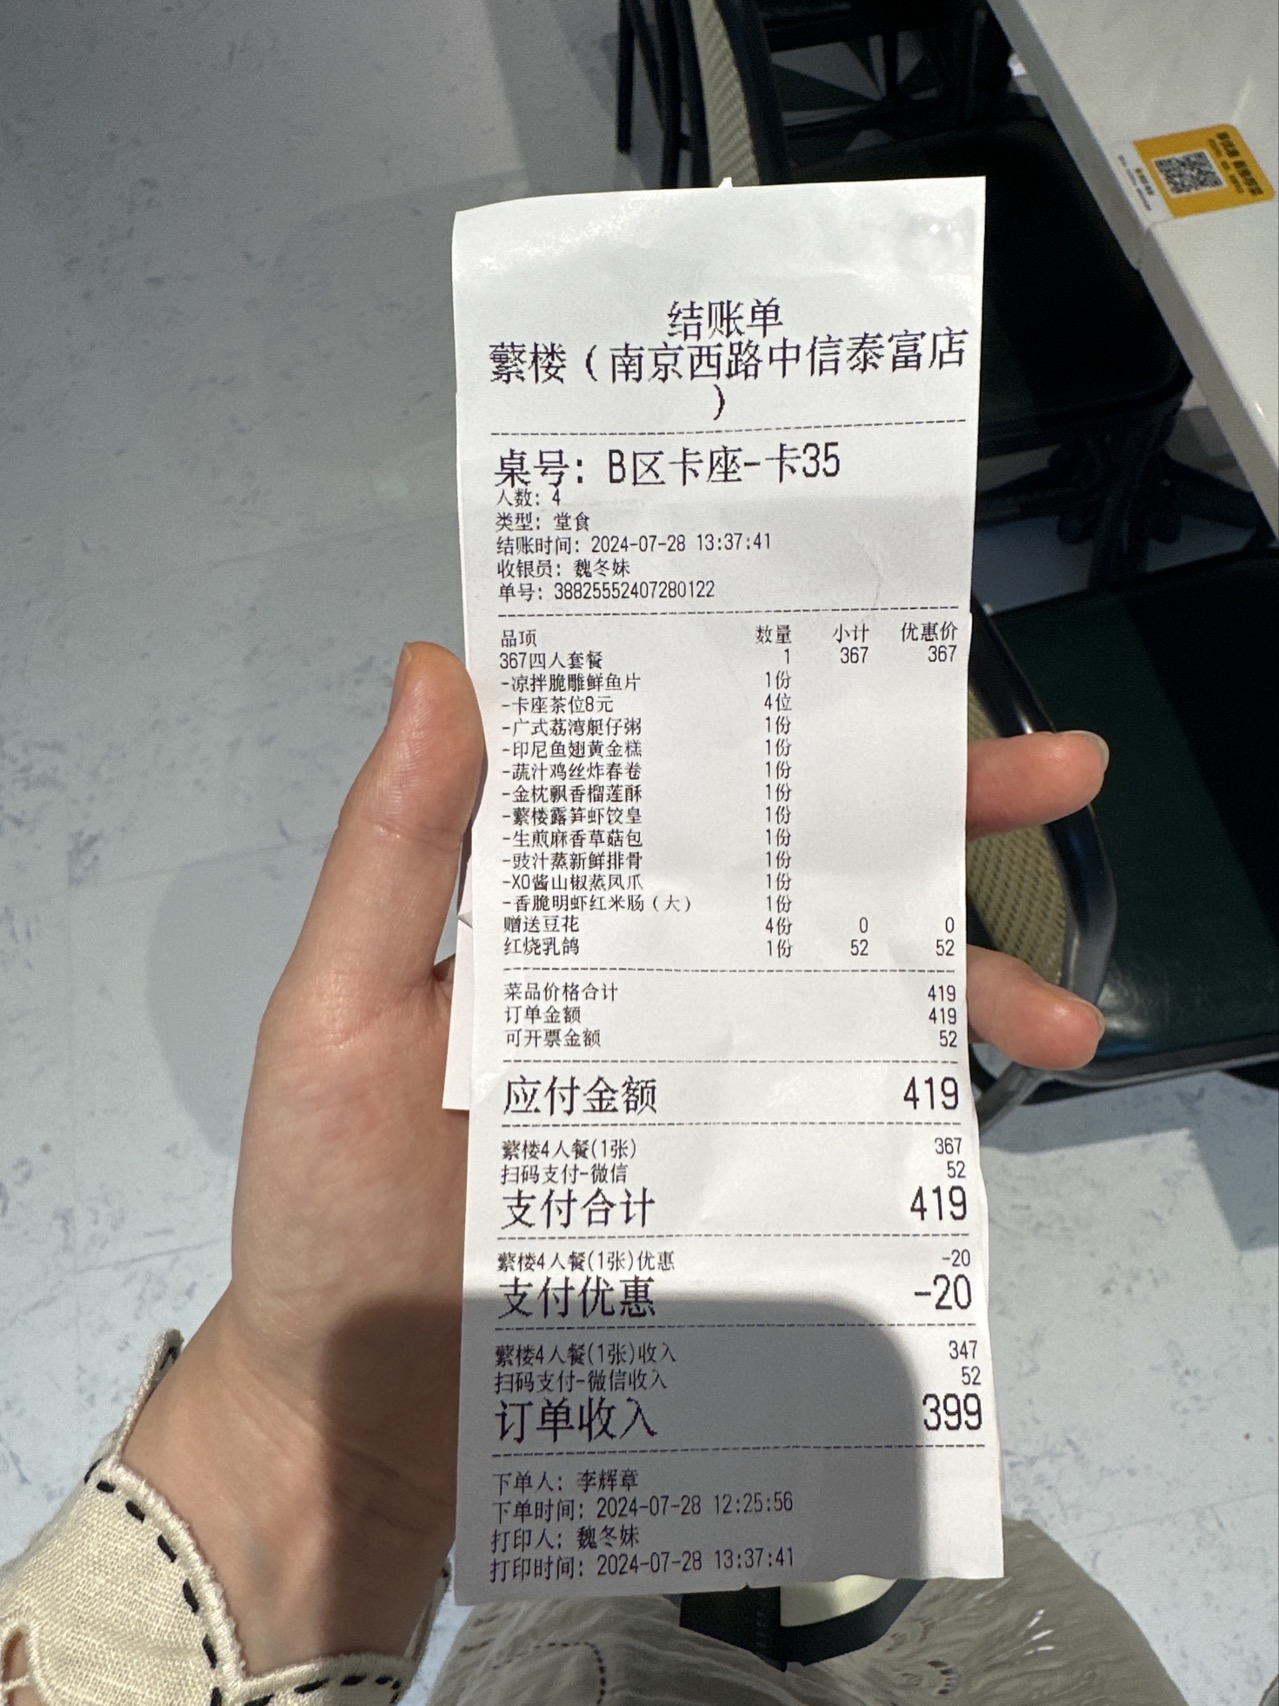 结账单
蘩楼（南京西路中信泰富店
）
桌号: B区卡座-卡35
人数: 4
类型: 堂食
结账时间: 2024-07-28 13:37:41
收银员: 魏冬妹
单号: 38825552407280122
品项 数量 小计 优惠价
367四人套餐 1 367 367
-凉拌脆雕鲜鱼片 1份
-卡座茶位8元 4位
-广式荔湾艇仔粥 1份
-印尼鱼翅黄金糕 1份
-蔬汁鸡丝炸春卷 1份
-金枕飘香榴莲酥 1份
-蘩楼露笋虾饺皇 1份
-生煎麻香草菇包 1份
-豉汁蒸新鲜排骨 1份
-XO酱山椒蒸凤爪 1份
-香脆明虾红米肠（大） 1份
赠送豆花 4份 0 0
红烧乳鸽 1份 52 52
菜品价格合计 419
订单金额 419
可开票金额 52
应付金额 419
蘩楼4人餐(1张) 367
扫码支付-微信 52
支付合计 419
蘩楼4人餐(1张)优惠 -20
支付优惠 -20
蘩楼4人餐(1张)收入 347
扫码支付-微信收入 52
订单收入 399
下单人: 李辉章
下单时间: 2024-07-28 12:25:56
打印人: 魏冬妹
打印时间: 2024-07-28 13:37:41